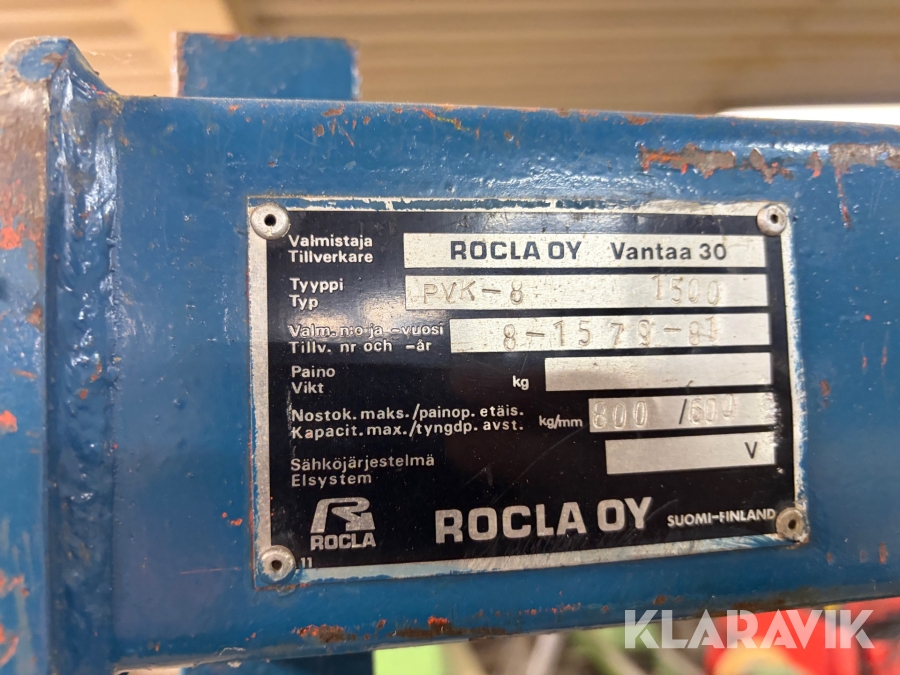 Valmistaja
Tillverkare
ROCLA OY Vantaa 30
Tyyppi
Typ
PVK-8 1500
Valm. n:o ja -vuosi
Tillv. nr och -år
8-1579-81
Paino
Vikt
kg
Nostok. maks./painop. etäis.
Kapacit. max./tyngdp. avst.
kg/mm
800 /600
Sähköjärjestelmä
Elsystem
V
ROCLA
ROCLA OY SUOMI-FINLAND
11
KLARAVIK